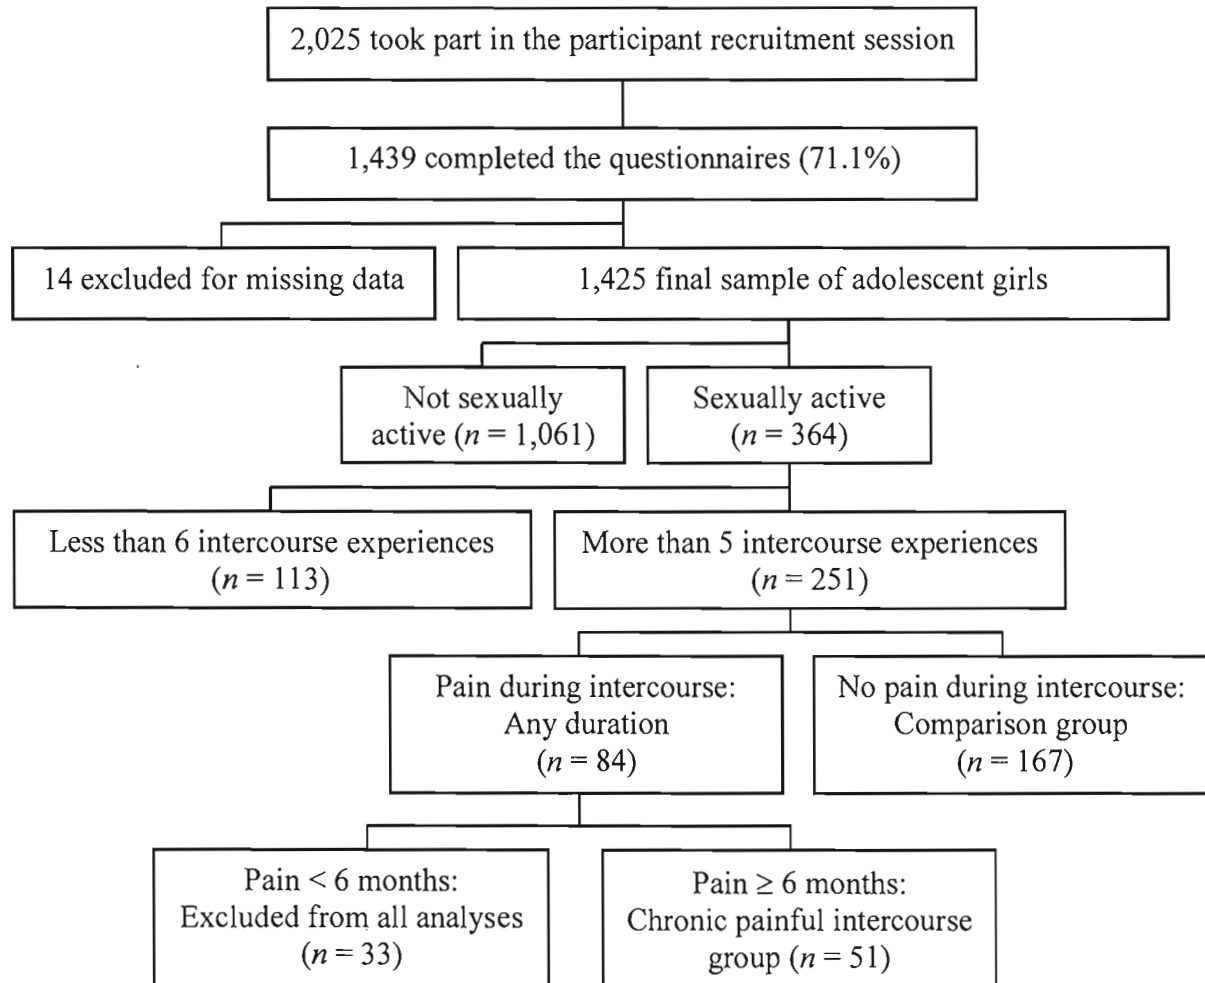 2,025 took part in the participant recruitment session
1,439 completed the questionnaires (71.1%)
14 excluded for missing data
1,425 final sample of adolescent girls
Not sexually
active (n = 1,061)
Sexually active
(n = 364)
Less than 6 intercourse experiences
(n = 113)
More than 5 intercourse experiences
(n = 251)
Pain during intercourse:
Any duration
(n = 84)
No pain during intercourse:
Comparison group
(n = 167)
Pain < 6 months:
Excluded from all analyses
(n = 33)
Pain ≥ 6 months:
Chronic painful intercourse
group (n = 51)